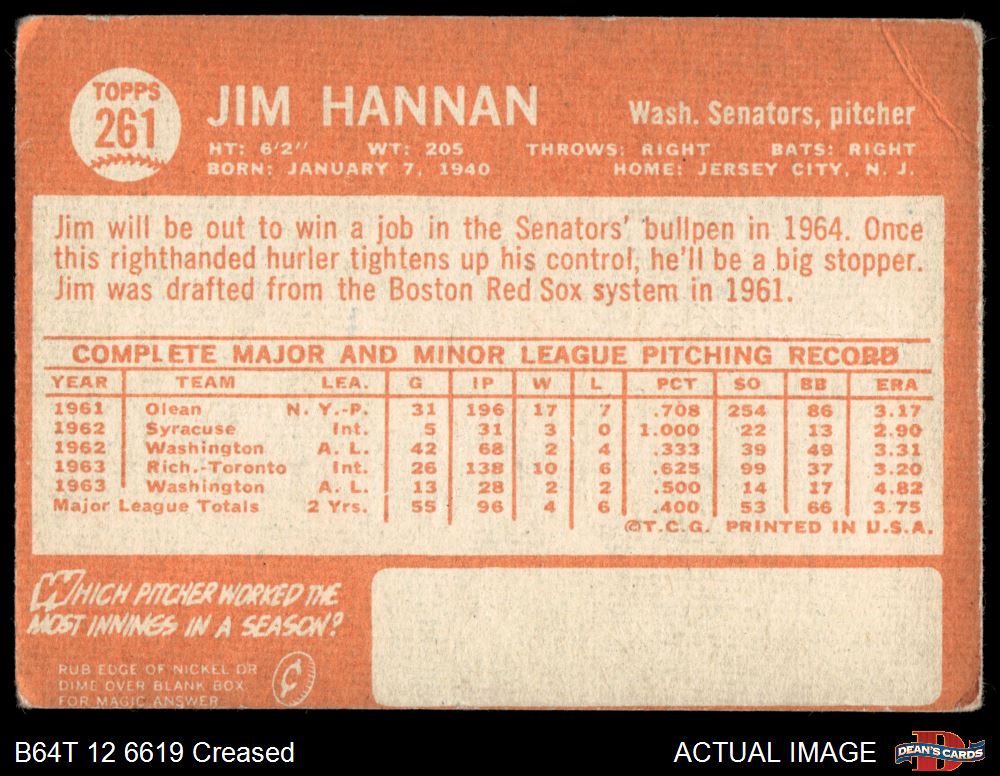 TOPPS
261
JIM HANNAN
Wash. Senators, pitcher
HT: 6'2" WT: 205 THROWS: RIGHT BATS: RIGHT
BORN: JANUARY 7, 1940 HOME: JERSEY CITY, N. J.
Jim will be out to win a job in the Senators' bullpen in 1964. Once
this righthanded hurler tightens up his control, he'll be a big stopper.
Jim was drafted from the Boston Red Sox system in 1961.
COMPLETE MAJOR AND MINOR LEAGUE PITCHING RECORD
YEAR TEAM LEA. G IP W L PCT SO BB ERA
1961 Olean N. Y.-P. 31 196 17 7 .708 254 86 3.17
1962 Syracuse Int. 5 31 3 0 1.000 22 13 2.90
1962 Washington A. L. 42 68 2 4 .333 39 49 3.31
1963 Rich.-Toronto Int. 26 138 10 6 .625 99 37 3.20
1963 Washington A. L. 13 28 2 2 .500 14 17 4.82
Major League Totals 2 Yrs. 55 96 4 6 .400 53 66 3.75
©T.C.G. PRINTED IN U.S.A.
WHICH PITCHER WORKED THE
MOST INNINGS IN A SEASON?
RUB EDGE OF NICKEL OR
DIME OVER BLANK BOX
FOR MAGIC ANSWER
¢
B64T 12 6619 Creased
ACTUAL IMAGE
DEAN'S CARDS